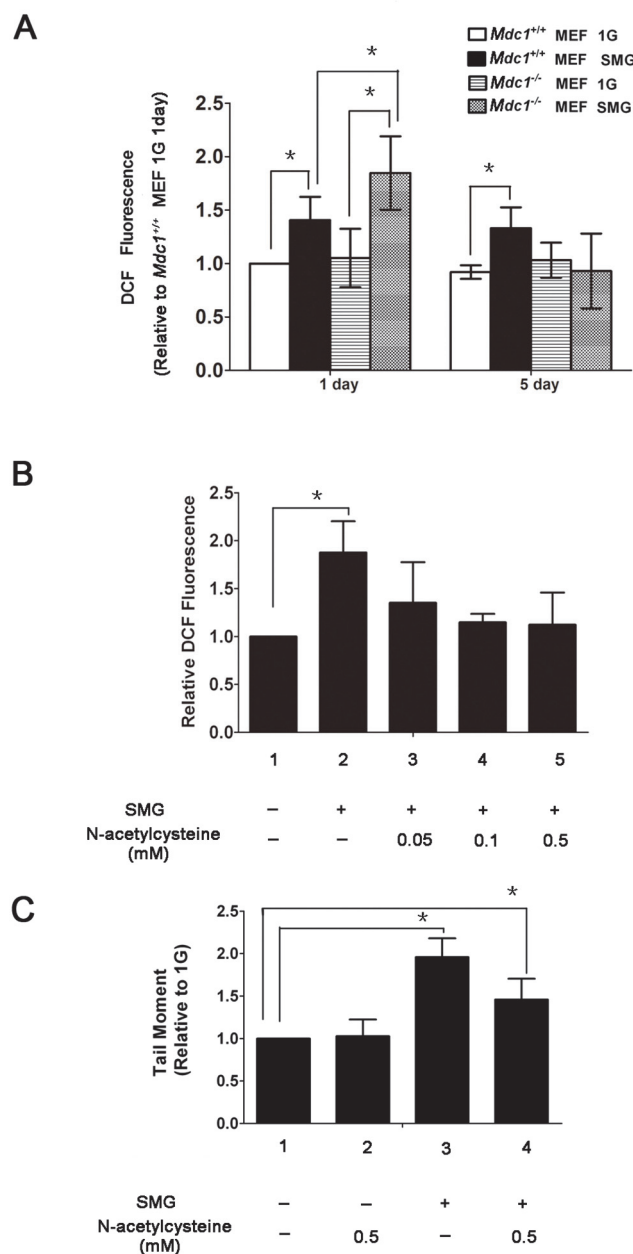 A
Mdc1+/+ MEF 1G
Mdc1+/+ MEF SMG
Mdc1-/- MEF 1G
Mdc1-/- MEF SMG
DCF Fluorescence
(Relative to Mdc1+/+ MEF 1G 1day)
2.5
2.0
1.5
1.0
0.5
0.0
* * * *
1 day 5 day
B
Relative DCF Fluorescence
2.5
2.0
1.5
1.0
0.5
0.0
*
1 2 3 4 5
SMG – + + + +
N-acetylcysteine – – 0.05 0.1 0.5
(mM)
C
Tail Moment
(Relative to 1G)
2.5
2.0
1.5
1.0
0.5
0.0
* *
1 2 3 4
SMG – – + +
N-acetylcysteine – 0.5 – 0.5
(mM)